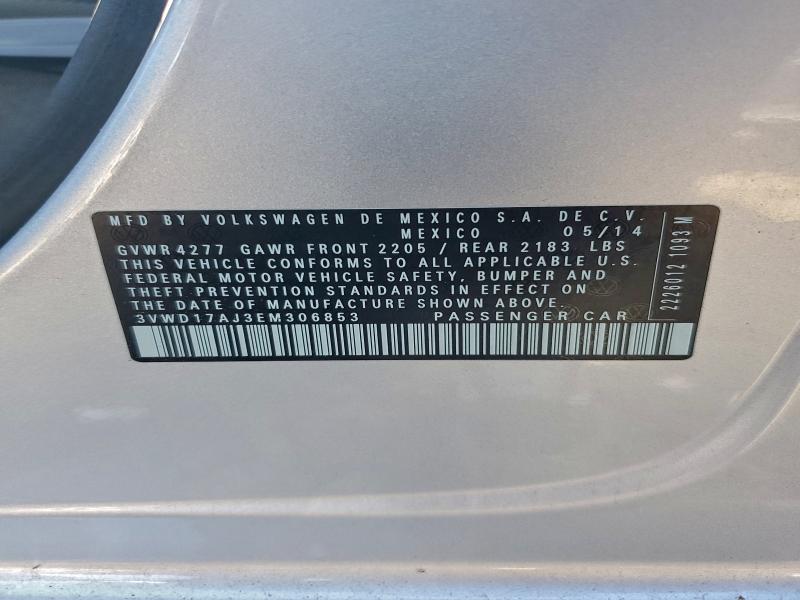 MFD BY VOLKSWAGEN DE MEXICO S.A. DE C.V.
MEXICO 05/14
GVWR 4277 GAWR FRONT 2205 / REAR 2183 LBS
THIS VEHICLE CONFORMS TO ALL APPLICABLE U.S.
FEDERAL MOTOR VEHICLE SAFETY, BUMPER AND
THEFT PREVENTION STANDARDS IN EFFECT ON
THE DATE OF MANUFACTURE SHOWN ABOVE.
3VWD17AJ3EM306853 PASSENGER CAR
2226012 1093 M